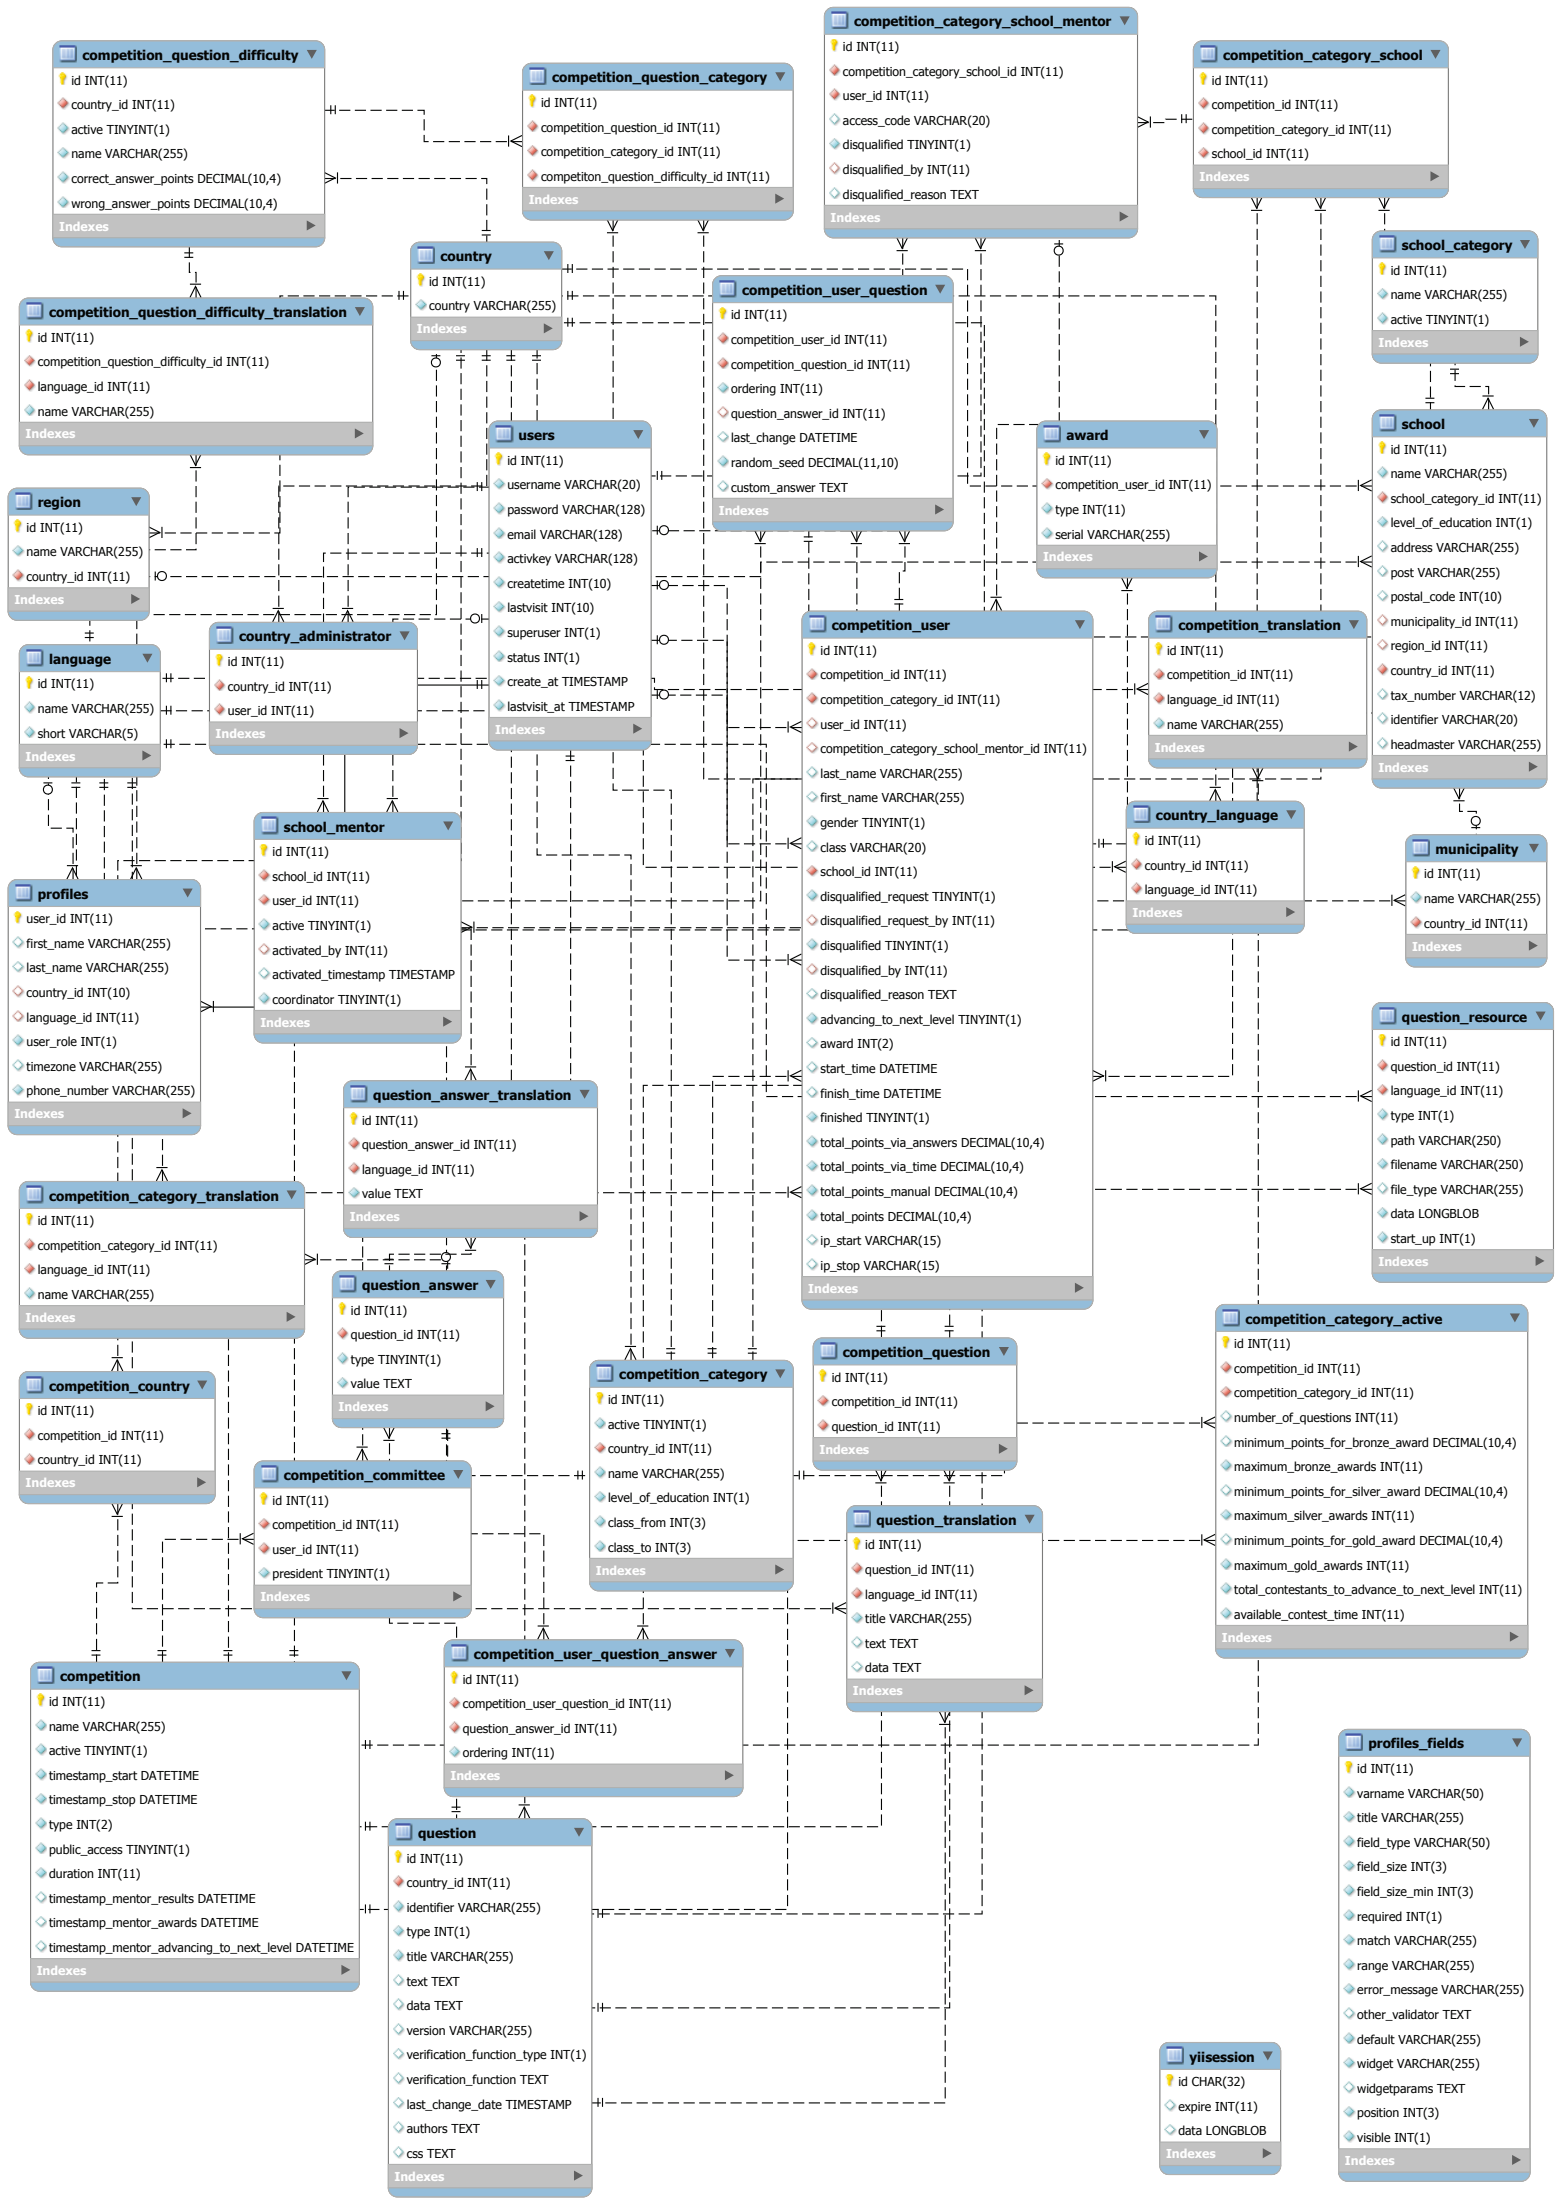 competition_question_difficulty
id INT(11)
country_id INT(11)
active TINYINT(1)
name VARCHAR(255)
correct_answer_points DECIMAL(10,4)
wrong_answer_points DECIMAL(10,4)
Indexes
competition_question_category
id INT(11)
competition_question_id INT(11)
competition_category_id INT(11)
competiton_question_difficulty_id INT(11)
Indexes
competition_category_school_mentor
id INT(11)
competition_category_school_id INT(11)
user_id INT(11)
access_code VARCHAR(20)
disqualified TINYINT(1)
disqualified_by INT(11)
disqualified_reason TEXT
Indexes
competition_category_school
id INT(11)
competition_id INT(11)
competition_category_id INT(11)
school_id INT(11)
Indexes
country
id INT(11)
country VARCHAR(255)
Indexes
school_category
id INT(11)
name VARCHAR(255)
active TINYINT(1)
Indexes
competition_question_difficulty_translation
id INT(11)
competition_question_difficulty_id INT(11)
language_id INT(11)
name VARCHAR(255)
Indexes
competition_user_question
id INT(11)
competition_user_id INT(11)
competition_question_id INT(11)
ordering INT(11)
question_answer_id INT(11)
last_change DATETIME
random_seed DECIMAL(11,10)
custom_answer TEXT
Indexes
users
id INT(11)
username VARCHAR(20)
password VARCHAR(128)
email VARCHAR(128)
activkey VARCHAR(128)
createtime INT(10)
lastvisit INT(10)
superuser INT(1)
status INT(1)
create_at TIMESTAMP
lastvisit_at TIMESTAMP
Indexes
award
id INT(11)
competition_user_id INT(11)
type INT(11)
serial VARCHAR(255)
Indexes
school
id INT(11)
name VARCHAR(255)
school_category_id INT(11)
level_of_education INT(1)
address VARCHAR(255)
post VARCHAR(255)
postal_code INT(10)
municipality_id INT(11)
region_id INT(11)
country_id INT(11)
tax_number VARCHAR(12)
identifier VARCHAR(20)
headmaster VARCHAR(255)
Indexes
region
id INT(11)
name VARCHAR(255)
country_id INT(11)
Indexes
country_administrator
id INT(11)
country_id INT(11)
user_id INT(11)
Indexes
language
id INT(11)
name VARCHAR(255)
short VARCHAR(5)
Indexes
competition_user
id INT(11)
competition_id INT(11)
competition_category_id INT(11)
user_id INT(11)
competition_category_school_mentor_id INT(11)
last_name VARCHAR(255)
first_name VARCHAR(255)
gender TINYINT(1)
class VARCHAR(20)
school_id INT(11)
disqualified_request TINYINT(1)
disqualified_request_by INT(11)
disqualified TINYINT(1)
disqualified_by INT(11)
disqualified_reason TEXT
advancing_to_next_level TINYINT(1)
award INT(2)
start_time DATETIME
finish_time DATETIME
finished TINYINT(1)
total_points_via_answers DECIMAL(10,4)
total_points_via_time DECIMAL(10,4)
total_points_manual DECIMAL(10,4)
total_points DECIMAL(10,4)
ip_start VARCHAR(15)
ip_stop VARCHAR(15)
Indexes
competition_translation
id INT(11)
competition_id INT(11)
language_id INT(11)
name VARCHAR(255)
Indexes
country_language
id INT(11)
country_id INT(11)
language_id INT(11)
Indexes
municipality
id INT(11)
name VARCHAR(255)
country_id INT(11)
Indexes
school_mentor
id INT(11)
school_id INT(11)
user_id INT(11)
active TINYINT(1)
activated_by INT(11)
activated_timestamp TIMESTAMP
coordinator TINYINT(1)
Indexes
profiles
user_id INT(11)
first_name VARCHAR(255)
last_name VARCHAR(255)
country_id INT(10)
language_id INT(11)
user_role INT(1)
timezone VARCHAR(255)
phone_number VARCHAR(255)
Indexes
question_resource
id INT(11)
question_id INT(11)
language_id INT(11)
type INT(1)
path VARCHAR(250)
filename VARCHAR(250)
file_type VARCHAR(255)
data LONGBLOB
start_up INT(1)
Indexes
question_answer_translation
id INT(11)
question_answer_id INT(11)
language_id INT(11)
value TEXT
Indexes
competition_category_translation
id INT(11)
competition_category_id INT(11)
language_id INT(11)
name VARCHAR(255)
Indexes
question_answer
id INT(11)
question_id INT(11)
type TINYINT(1)
value TEXT
Indexes
competition_category_active
id INT(11)
competition_id INT(11)
competition_category_id INT(11)
number_of_questions INT(11)
minimum_points_for_bronze_award DECIMAL(10,4)
maximum_bronze_awards INT(11)
minimum_points_for_silver_award DECIMAL(10,4)
maximum_silver_awards INT(11)
minimum_points_for_gold_award DECIMAL(10,4)
maximum_gold_awards INT(11)
total_contestants_to_advance_to_next_level INT(11)
available_contest_time INT(11)
Indexes
competition_question
id INT(11)
competition_id INT(11)
question_id INT(11)
Indexes
competition_category
id INT(11)
active TINYINT(1)
country_id INT(11)
name VARCHAR(255)
level_of_education INT(1)
class_from INT(3)
class_to INT(3)
Indexes
competition_country
id INT(11)
competition_id INT(11)
country_id INT(11)
Indexes
competition_committee
id INT(11)
competition_id INT(11)
user_id INT(11)
president TINYINT(1)
Indexes
question_translation
id INT(11)
question_id INT(11)
language_id INT(11)
title VARCHAR(255)
text TEXT
data TEXT
Indexes
competition_user_question_answer
id INT(11)
competition_user_question_id INT(11)
question_answer_id INT(11)
ordering INT(11)
Indexes
competition
id INT(11)
name VARCHAR(255)
active TINYINT(1)
timestamp_start DATETIME
timestamp_stop DATETIME
type INT(2)
public_access TINYINT(1)
duration INT(11)
timestamp_mentor_results DATETIME
timestamp_mentor_awards DATETIME
timestamp_mentor_advancing_to_next_level DATETIME
Indexes
question
id INT(11)
country_id INT(11)
identifier VARCHAR(255)
type INT(1)
title VARCHAR(255)
text TEXT
data TEXT
version VARCHAR(255)
verification_function_type INT(1)
verification_function TEXT
last_change_date TIMESTAMP
authors TEXT
css TEXT
Indexes
profiles_fields
id INT(11)
varname VARCHAR(50)
title VARCHAR(255)
field_type VARCHAR(50)
field_size INT(3)
field_size_min INT(3)
required INT(1)
match VARCHAR(255)
range VARCHAR(255)
error_message VARCHAR(255)
other_validator TEXT
default VARCHAR(255)
widget VARCHAR(255)
widgetparams TEXT
position INT(3)
visible INT(1)
Indexes
yiisession
id CHAR(32)
expire INT(11)
data LONGBLOB
Indexes